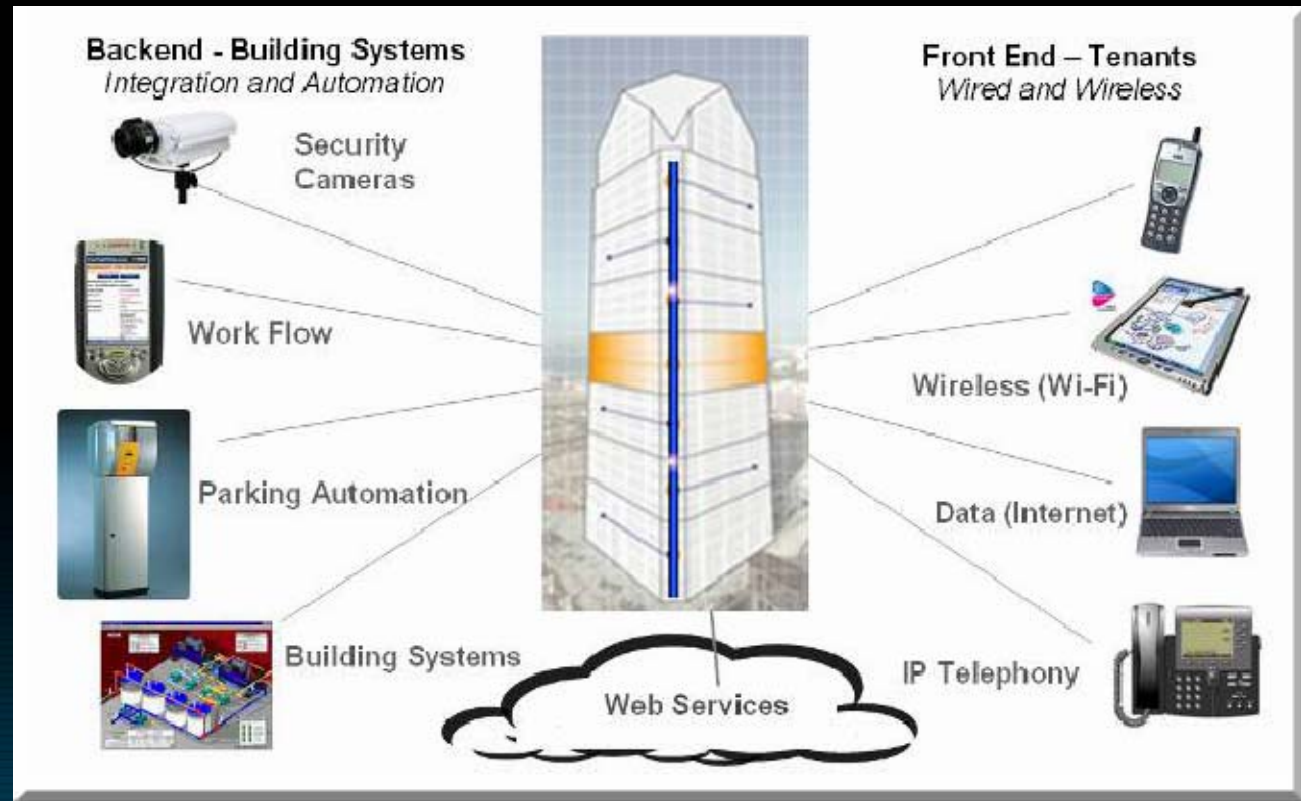 Backend - Building Systems
Integration and Automation
Security
Cameras
Work Flow
Parking Automation
Building Systems
Front End – Tenants
Wired and Wireless
Wireless (Wi-Fi)
Data (Internet)
IP Telephony
Web Services